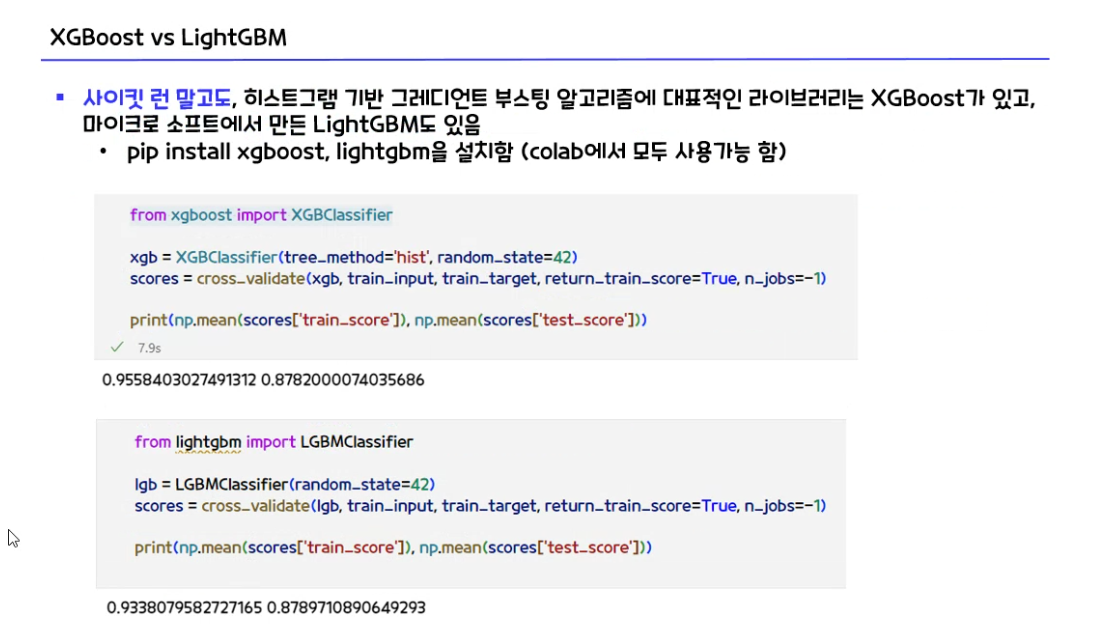 XGBoost vs LightGBM
▪ 사이킷 런 말고도, 히스트그램 기반 그레디언트 부스팅 알고리즘에 대표적인 라이브러리는 XGBoost가 있고,
마이크로 소프트에서 만든 LightGBM도 있음
• pip install xgboost, lightgbm을 설치함 (colab에서 모두 사용가능 함)
from xgboost import XGBClassifier
xgb = XGBClassifier(tree_method='hist', random_state=42)
scores = cross_validate(xgb, train_input, train_target, return_train_score=True, n_jobs=-1)
print(np.mean(scores['train_score']), np.mean(scores['test_score']))
✓ 7.9s
0.9558403027491312 0.8782000074035686
from lightgbm import LGBMClassifier
lgb = LGBMClassifier(random_state=42)
scores = cross_validate(lgb, train_input, train_target, return_train_score=True, n_jobs=-1)
print(np.mean(scores['train_score']), np.mean(scores['test_score']))
0.9338079582727165 0.8789710890649293